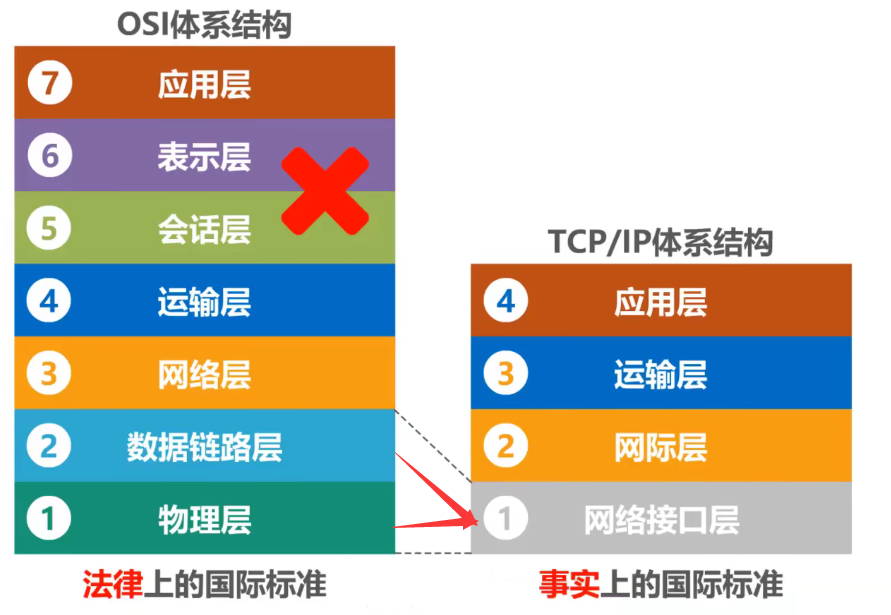 OSI体系结构
7 应用层
6 表示层
5 会话层
4 运输层
3 网络层
2 数据链路层
1 物理层
法律上的国际标准
TCP/IP体系结构
4 应用层
3 运输层
2 网际层
1 网络接口层
事实上的国际标准